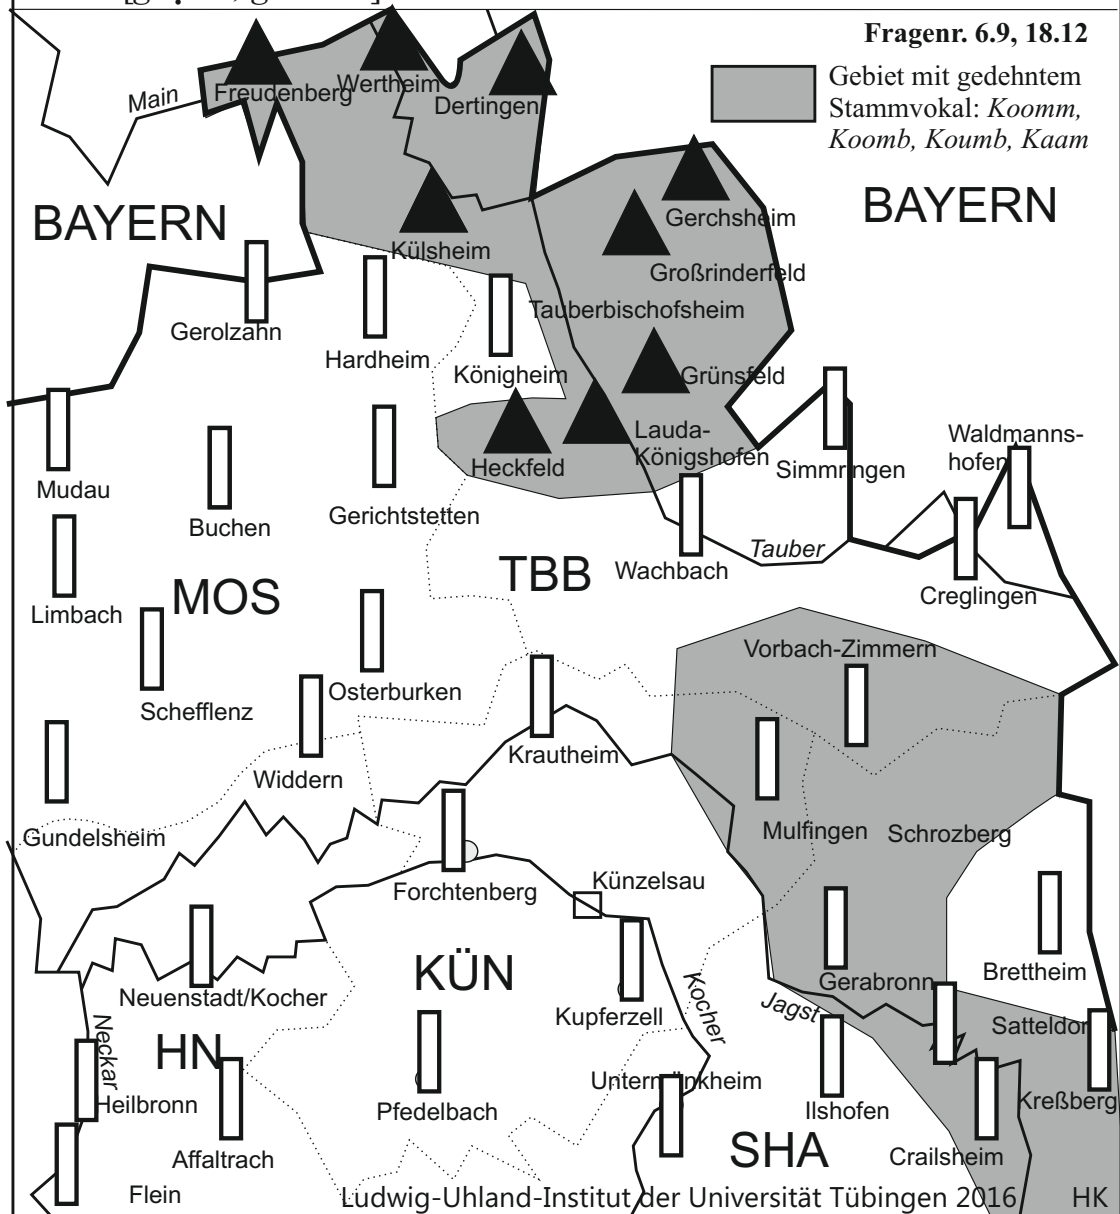 Fragenr. 6.9, 18.12
Gebiet mit gedehntem
Stammvokal: Koomm,
Koomb, Koumb, Kaam
Main
Freudenberg
Wertheim
Dertingen
BAYERN
BAYERN
Gerchsheim
Külsheim
Großrinderfeld
Tauberbischofsheim
Gerolzahn
Hardheim
Königheim
Grünsfeld
Lauda-
Königshofen
Heckfeld
Simmringen
Waldmanns-
hofen
Mudau
Buchen
Gerichtstetten
Tauber
Wachbach
TBB
MOS
Creglingen
Limbach
Vorbach-Zimmern
Osterburken
Schefflenz
Krautheim
Widdern
Gundelsheim
Mulfingen
Schrozberg
Forchtenberg
Künzelsau
KÜN
Brettheim
Gerabronn
Neuenstadt/Kocher
Kupferzell
Kocher
Jagst
Satteldor
Neckar
HN
Untermünkheim
Heilbronn
Pfedelbach
Ilshofen
Kreßberg
Affaltrach
SHA
Crailsheim
Flein
Ludwig-Uhland-Institut der Universität Tübingen 2016
HK